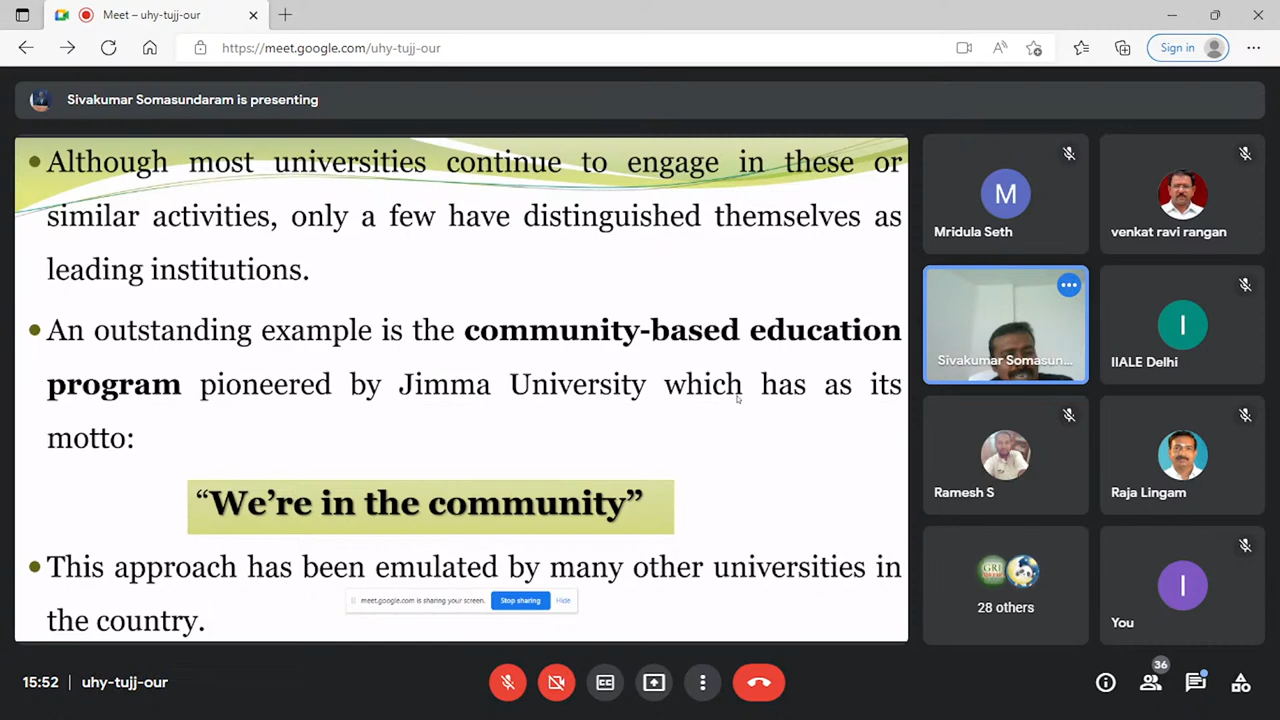 Meet – uhy-tujj-our
https://meet.google.com/uhy-tujj-our
Sign in
Sivakumar Somasundaram is presenting
Although most universities continue to engage in these or
similar activities, only a few have distinguished themselves as
leading institutions.
An outstanding example is the community-based education
program pioneered by Jimma University which has as its
motto:
“We’re in the community”
This approach has been emulated by many other universities in
the country.
meet.google.com is sharing your screen.
Stop sharing
Hide
M
Mridula Seth
venkat ravi rangan
Sivakumar Somasun...
I
IIALE Delhi
Ramesh S
Raja Lingam
GRI
28 others
I
You
15:52 | uhy-tujj-our
CC
36